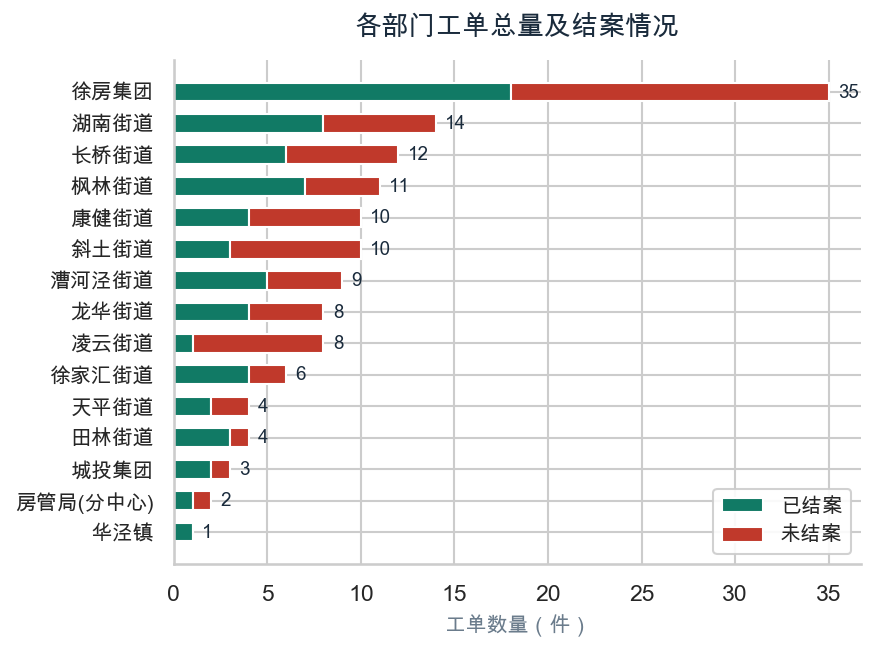 各部门工单总量及结案情况
徐房集团 35
湖南街道 14
长桥街道 12
枫林街道 11
康健街道 10
斜土街道 10
漕河泾街道 9
龙华街道 8
凌云街道 8
徐家汇街道 6
天平街道 4
田林街道 4
城投集团 3
房管局(分中心) 2
华泾镇 1
已结案
未结案
0 5 10 15 20 25 30 35
工单数量（件）